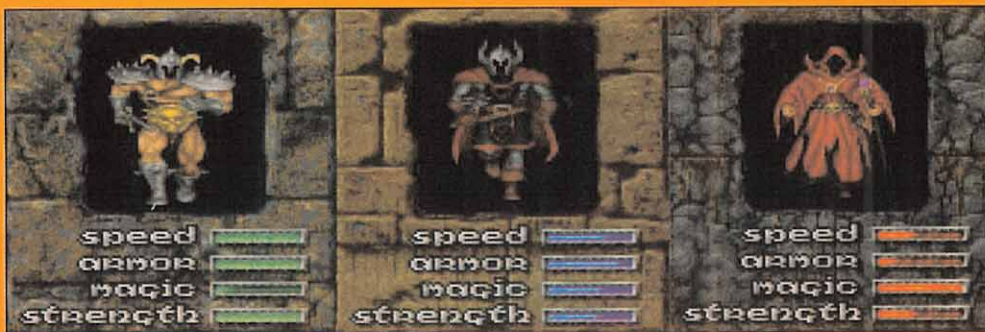 speed
armor
magic
strength
speed
armor
magic
strength
speed
armor
magic
strength